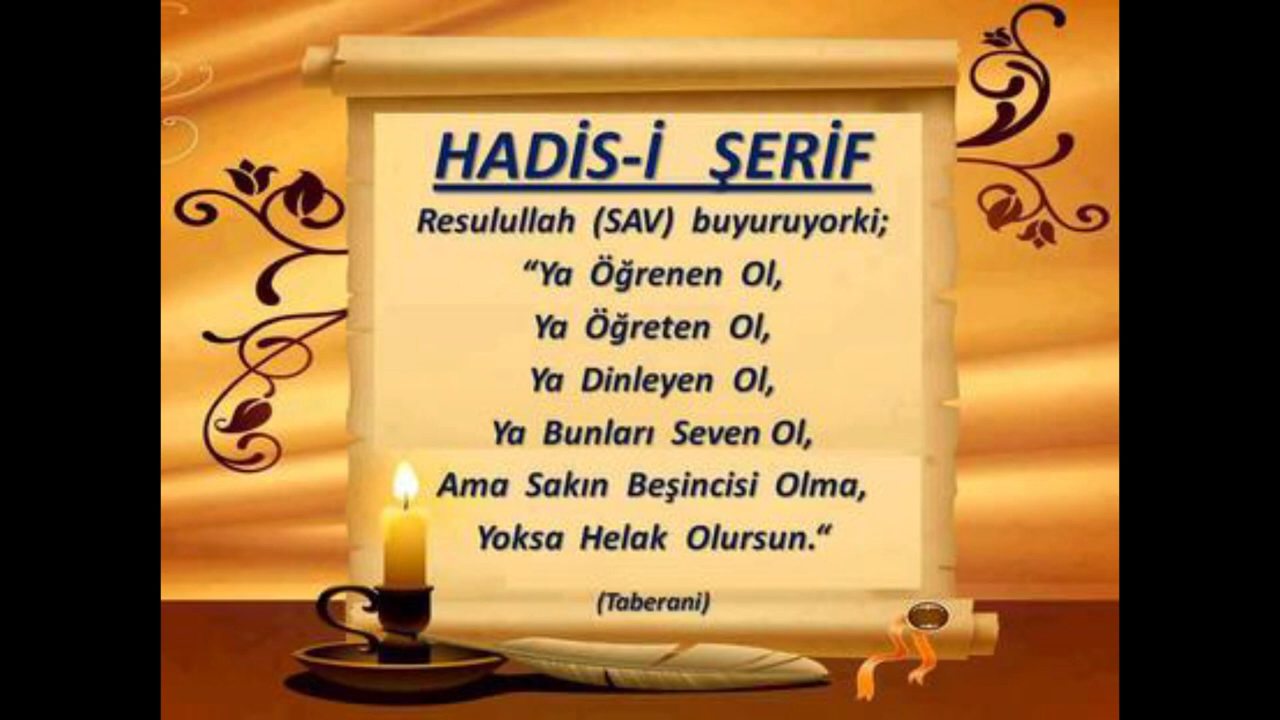 HADİS-İ ŞERİF
Resulullah (SAV) buyuruyorki;
“Ya Öğrenen Ol,
Ya Öğreten Ol,
Ya Dinleyen Ol,
Ya Bunları Seven Ol,
Ama Sakın Beşincisi Olma,
Yoksa Helak Olursun.“
(Taberani)